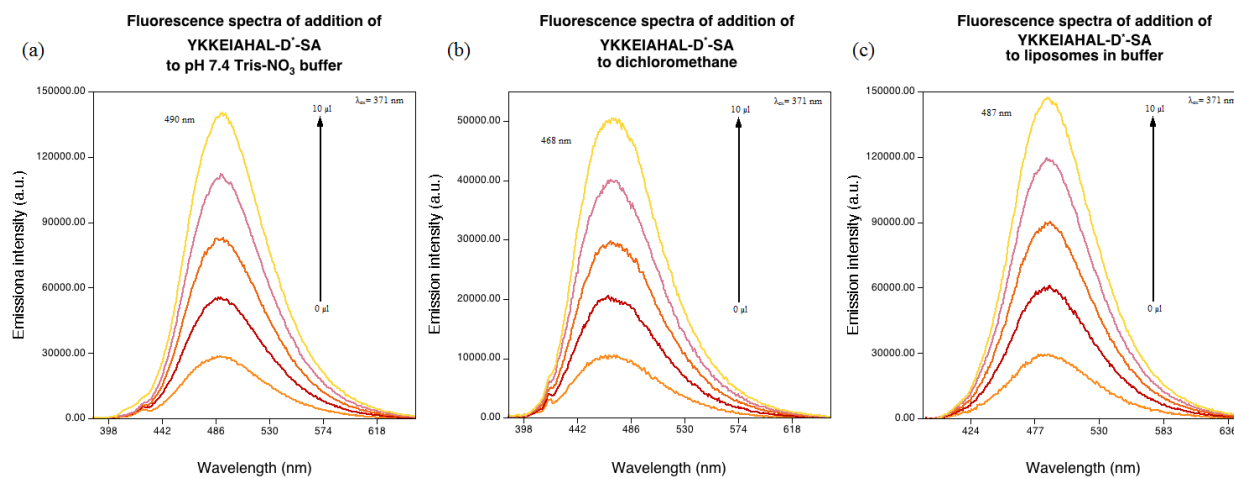 Fluorescence spectra of addition of
(a)
YKKEIAHAL-D*-SA
to pH 7.4 Tris-NO₃ buffer
150000.00
120000.00
90000.00
60000.00
30000.00
0.00
398 442 486 530 574 618
Emission intensity (a.u.)
Wavelength (nm)
490 nm
10 µl
λex= 371 nm
0 µl
Fluorescence spectra of addition of
(b)
YKKEIAHAL-D*-SA
to dichloromethane
50000.00
40000.00
30000.00
20000.00
10000.00
0.00
398 442 486 530 574 618
Emission intensity (a.u.)
Wavelength (nm)
468 nm
10 µl
λex= 371 nm
0 µl
Fluorescence spectra of addition of
(c)
YKKEIAHAL-D*-SA
to liposomes in buffer
150000.00
120000.00
90000.00
60000.00
30000.00
0.00
424 477 530 583 636
Emission intensity (a.u.)
Wavelength (nm)
487 nm
10 µl
λex= 371 nm
0 µl